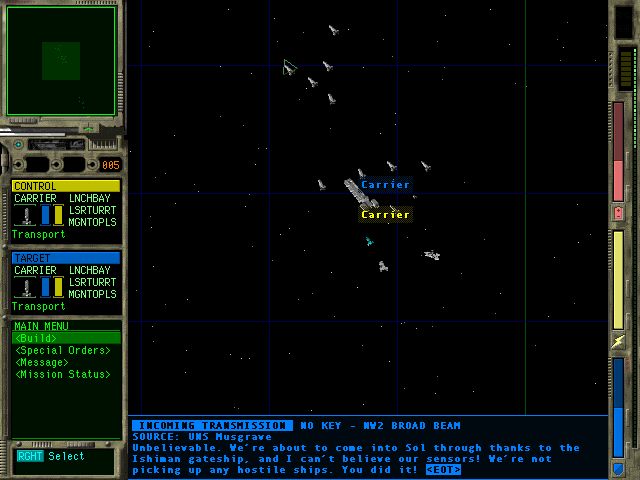 005
CONTROL
CARRIER LNCHBAY
LSRTURRT
MGNTOPLS
Transport
TARGET
CARRIER LNCHBAY
LSRTURRT
MGNTOPLS
Transport
MAIN MENU
<Build>
<Special Orders>
<Message>
<Mission Status>
RGHT Select
Carrier
Carrier
INCOMING TRANSMISSION NO KEY - NW2 BROAD BEAM
SOURCE: UNS Musgrave
Unbelievable. We're about to come into Sol through thanks to the
Ishiman gateship, and I can't believe our sensors! We're not
picking up any hostile ships. You did it! <EOT>